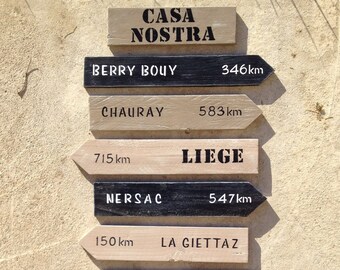 CASA
NOSTRA
BERRY BOUY 346km
CHAURAY 583km
715km LIEGE
NERSAC 547km
150km LA GIETTAZ